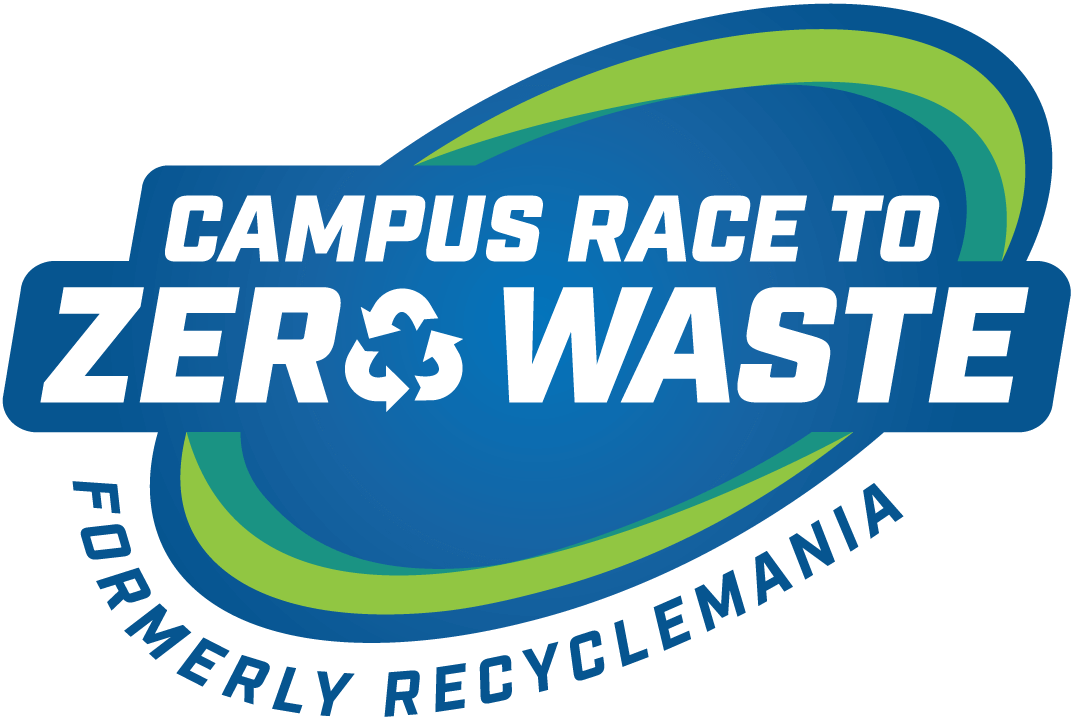 CAMPUS RACE TO
ZERO WASTE
FORMERLY RECYCLEMANIA